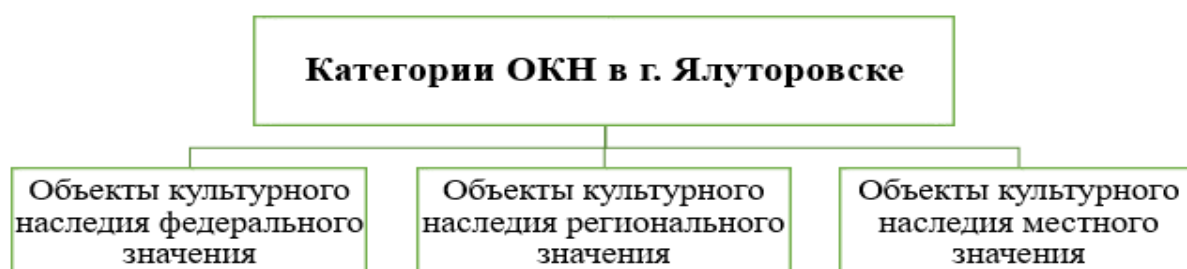 Категории ОКН в г. Ялуторовске
Объекты культурного
наследия федерального
значения
Объекты культурного
наследия регионального
значения
Объекты культурного
наследия местного
значения